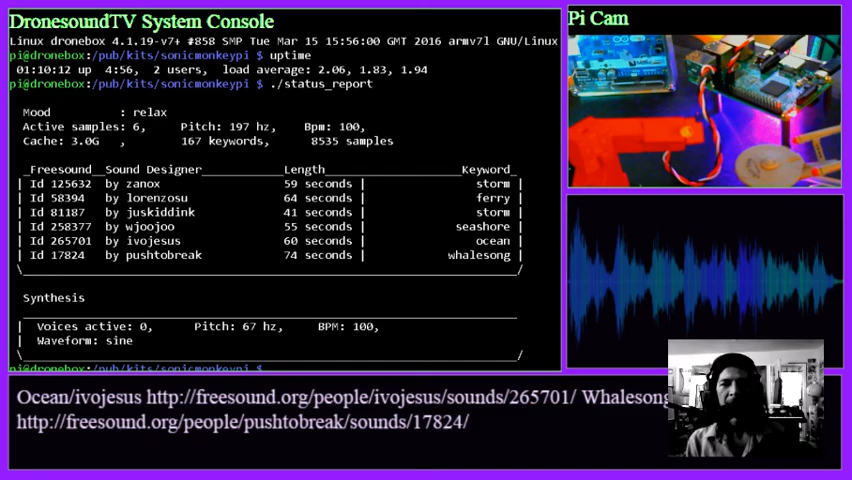 DronesoundTV System Console
Pi Cam
Linux dronebox 4.1.19-v7+ #858 SMP Tue Mar 15 15:56:00 GMT 2016 armv7l GNU/Linux
pi@dronebox:/pub/kits/sonicmonkeypi $ uptime
01:10:12 up 4:56, 2 users, load average: 2.06, 1.83, 1.94
pi@dronebox:/pub/kits/sonicmonkeypi $ ./status_report
Mood : relax
Active samples: 6, Pitch: 197 hz, Bpm: 100,
Cache: 3.0G , 167 keywords, 8535 samples
_Freesound__Sound Designer____________Length____________________Keyword_
| Id 125632 by zanox 59 seconds | storm |
| Id 58394 by lorenzosu 64 seconds | ferry |
| Id 81187 by juskiddink 41 seconds | storm |
| Id 258377 by wjoojoo 55 seconds | seashore |
| Id 265701 by ivojesus 60 seconds | ocean |
| Id 17824 by pushtobreak 74 seconds | whalesong |
Synthesis
| Voices active: 0, Pitch: 67 hz, BPM: 100,
| Waveform: sine
pi@dronebox:/pub/kits/sonicmonkeypi $
Ocean/ivojesus http://freesound.org/people/ivojesus/sounds/265701/ Whalesong
http://freesound.org/people/pushtobreak/sounds/17824/